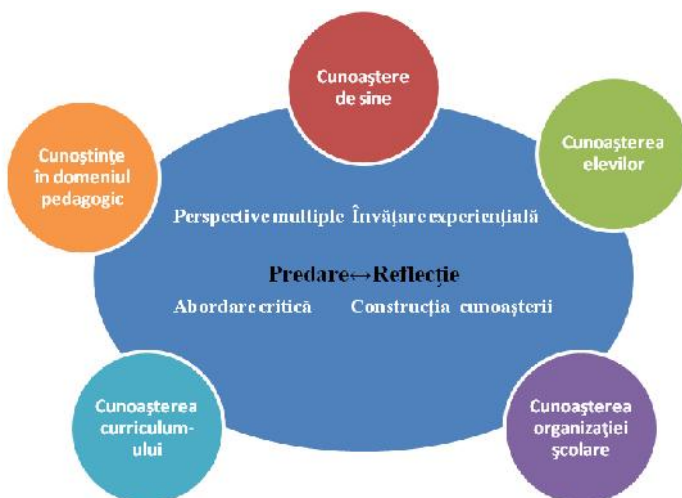 Cunoaştere
de sine
Cunoştinţe
în domeniul
pedagogic
Cunoaşterea
elevilor
Perspective multiple Învăţare experienţială
Predare↔Reflecţie
Abordare critică Construcţia cunoaşterii
Cunoaşterea
curriculum-
ului
Cunoaşterea
organizaţiei
şcolare